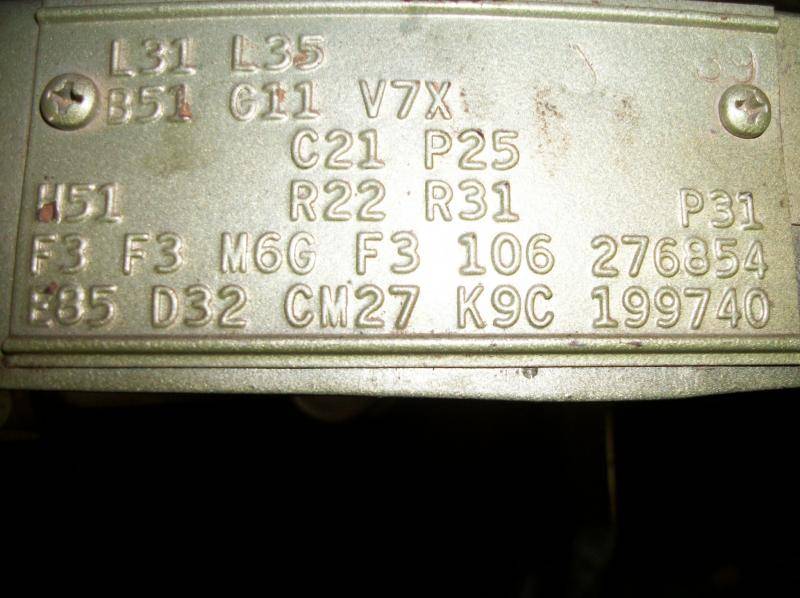 L31 L35
B51 G11 V7X
C21 P25
H51 R22 R31 P31
F3 F3 M6G F3 106 276854
E85 D32 CM27 K9C 199740